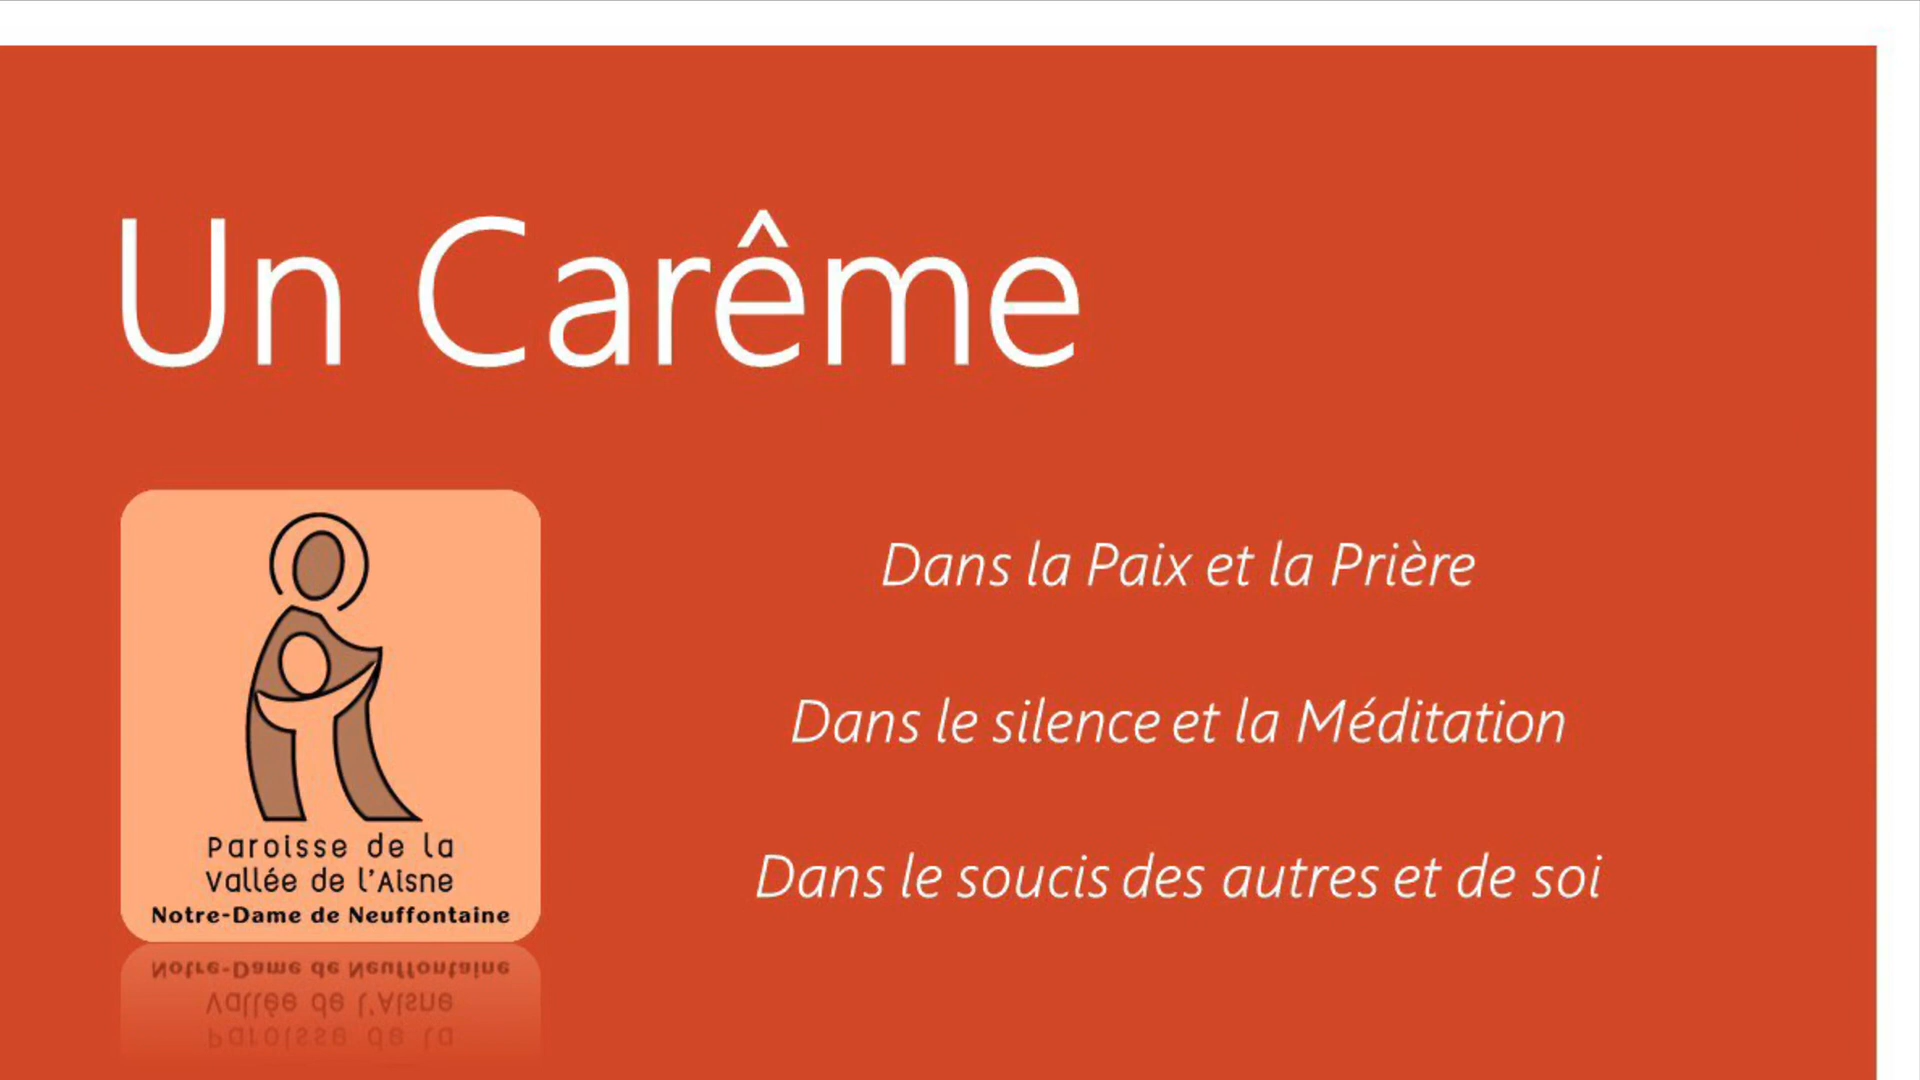 Un Carême
Dans la Paix et la Prière
Dans le silence et la Méditation
Dans le soucis des autres et de soi
Paroisse de la
Vallée de l'Aisne
Notre-Dame de Neuffontaine